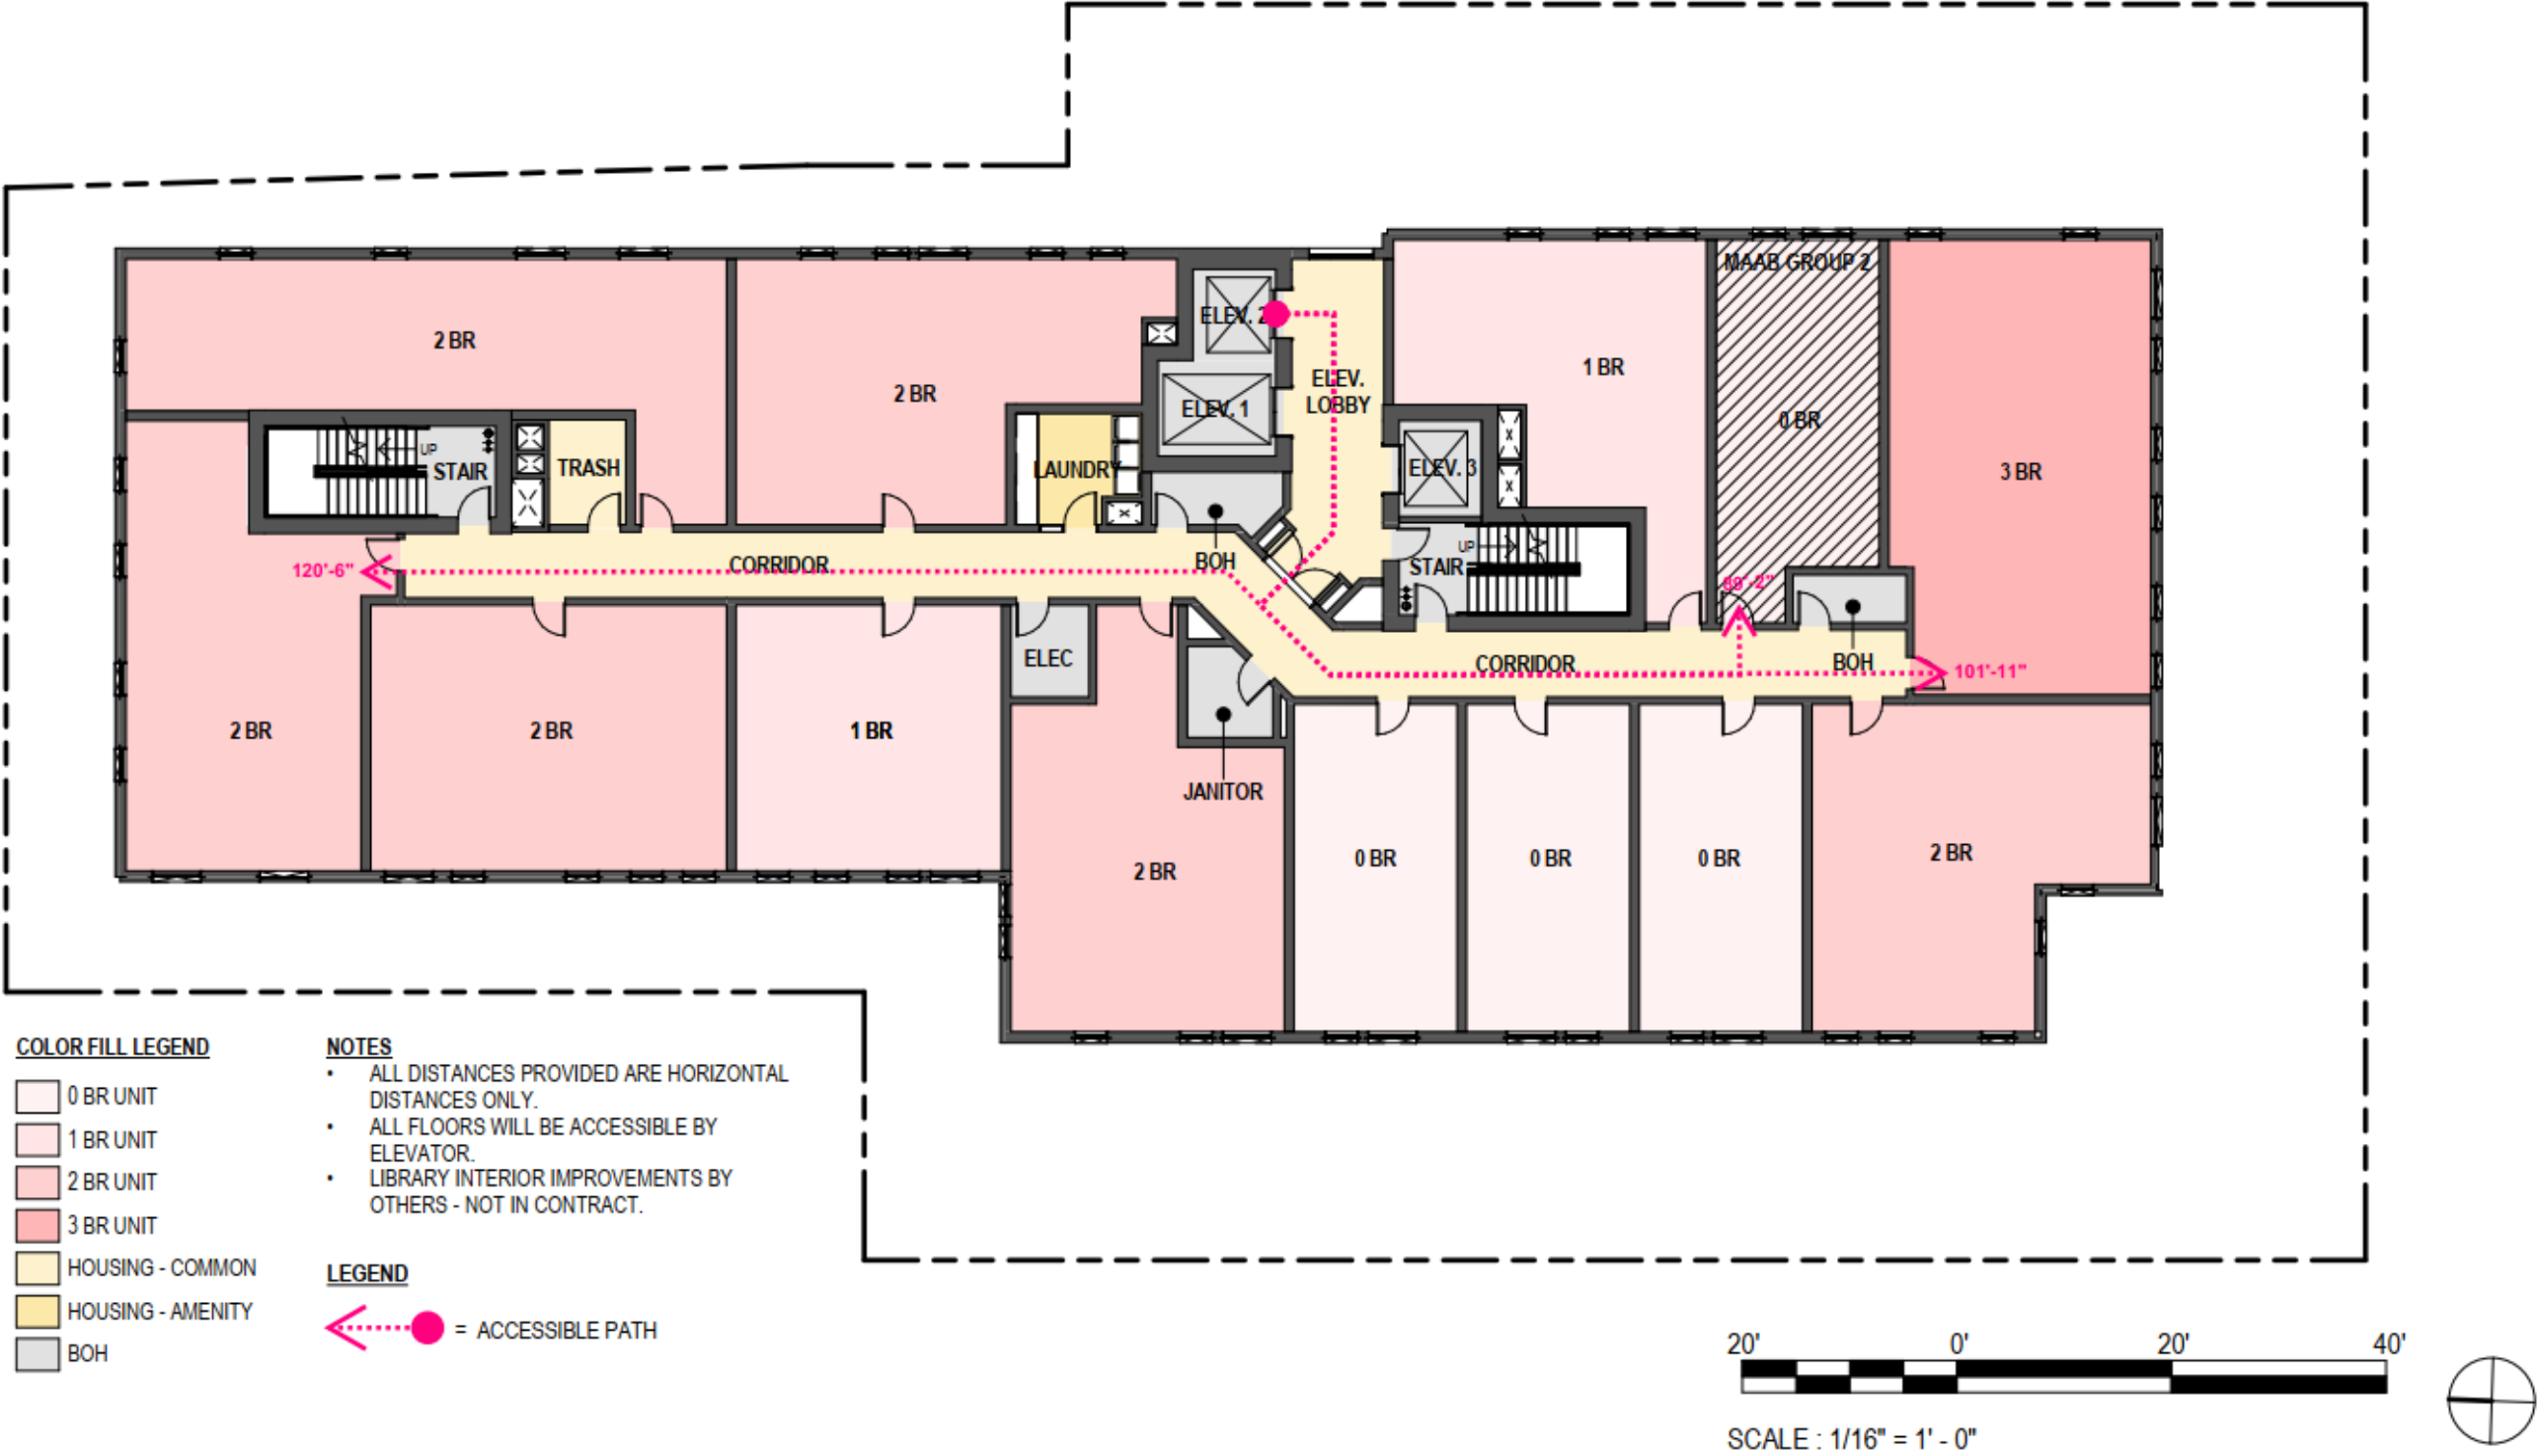 MAAB GROUP 2
ELEV. 2
2 BR
1 BR
ELEV.
LOBBY
2 BR
ELEV. 1
0 BR
UP
STAIR
TRASH
LAUNDRY
ELEV. 3
3 BR
UP
STAIR
BOH
CORRIDOR
120'-6"
89'-2"
ELEC
CORRIDOR
BOH
101'-11"
2 BR
2 BR
1 BR
JANITOR
2 BR
0 BR
0 BR
0 BR
2 BR
COLOR FILL LEGEND
0 BR UNIT
1 BR UNIT
2 BR UNIT
3 BR UNIT
HOUSING - COMMON
HOUSING - AMENITY
BOH
NOTES
• ALL DISTANCES PROVIDED ARE HORIZONTAL
DISTANCES ONLY.
• ALL FLOORS WILL BE ACCESSIBLE BY
ELEVATOR.
• LIBRARY INTERIOR IMPROVEMENTS BY
OTHERS - NOT IN CONTRACT.
LEGEND
= ACCESSIBLE PATH
20' 0' 20' 40'
SCALE : 1/16" = 1' - 0"